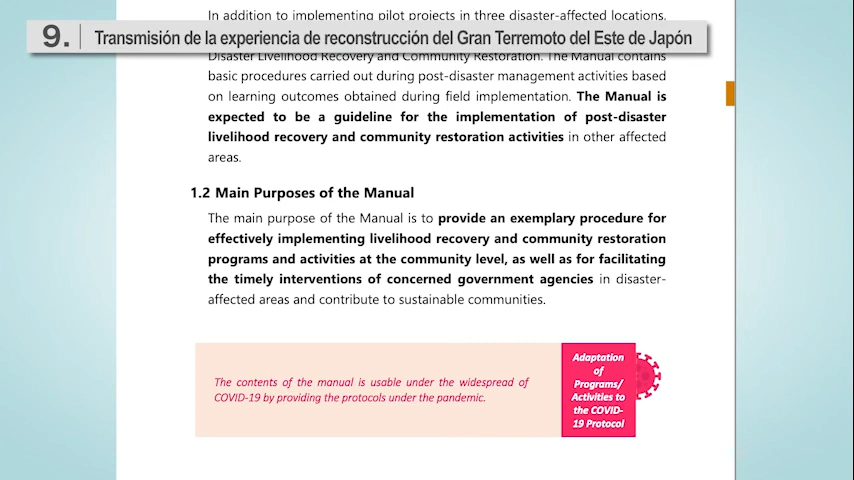 In addition to implementing pilot projects in three disaster-affected locations,
9. Transmisión de la experiencia de reconstrucción del Gran Terremoto del Este de Japón
Disaster Livelihood Recovery and Community Restoration. The Manual contains
basic procedures carried out during post-disaster management activities based
on learning outcomes obtained during field implementation. The Manual is
expected to be a guideline for the implementation of post-disaster
livelihood recovery and community restoration activities in other affected
areas.
1.2 Main Purposes of the Manual
The main purpose of the Manual is to provide an exemplary procedure for
effectively implementing livelihood recovery and community restoration
programs and activities at the community level, as well as for facilitating
the timely interventions of concerned government agencies in disaster-
affected areas and contribute to sustainable communities.
The contents of the manual is usable under the widespread of
COVID-19 by providing the protocols under the pandemic.
Adaptation
of
Programs/
Activities to
the COVID-
19 Protocol